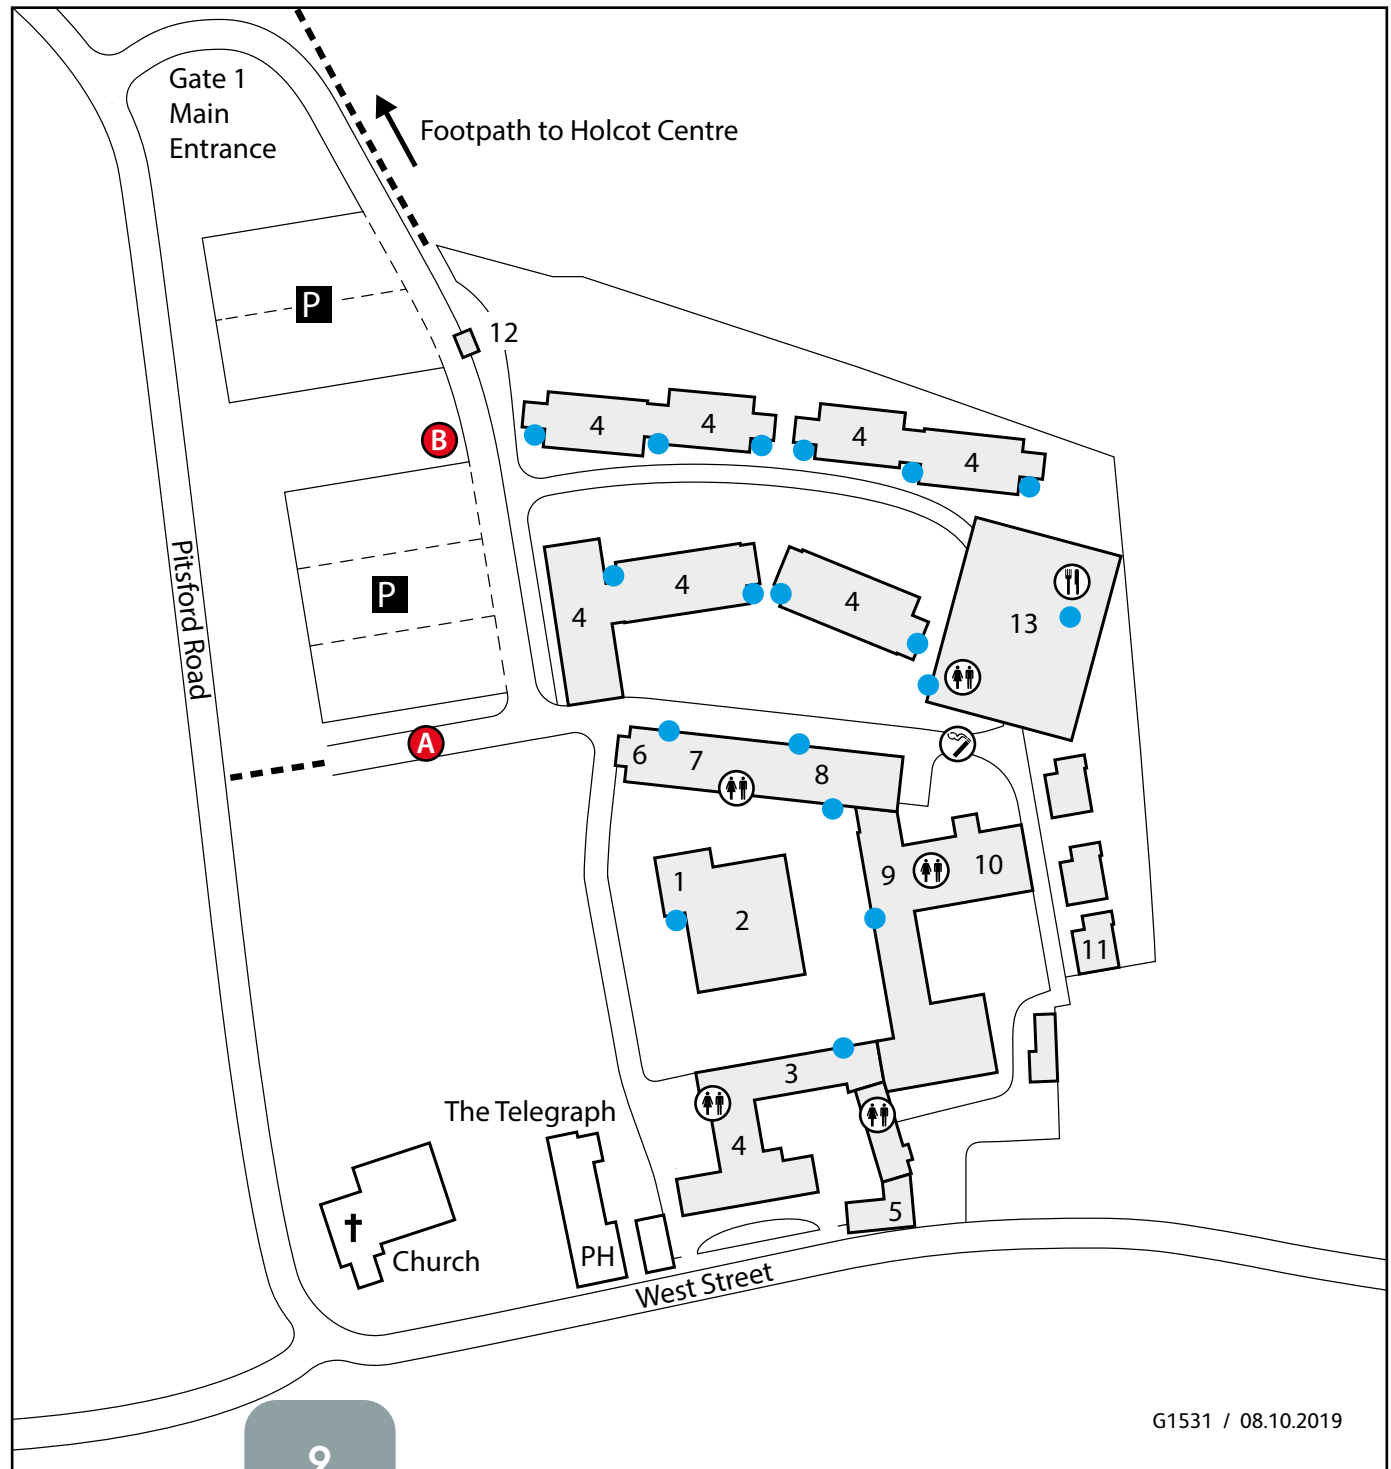 Gate 1
Main
Entrance
Footpath to Holcot Centre
P
12
B
4
4
4
4
P
4
4
4
13
Pitsford Road
A
6
7
8
1
2
9
10
11
3
4
5
The Telegraph
PH
Church
West Street
G1531 / 08.10.2019
9